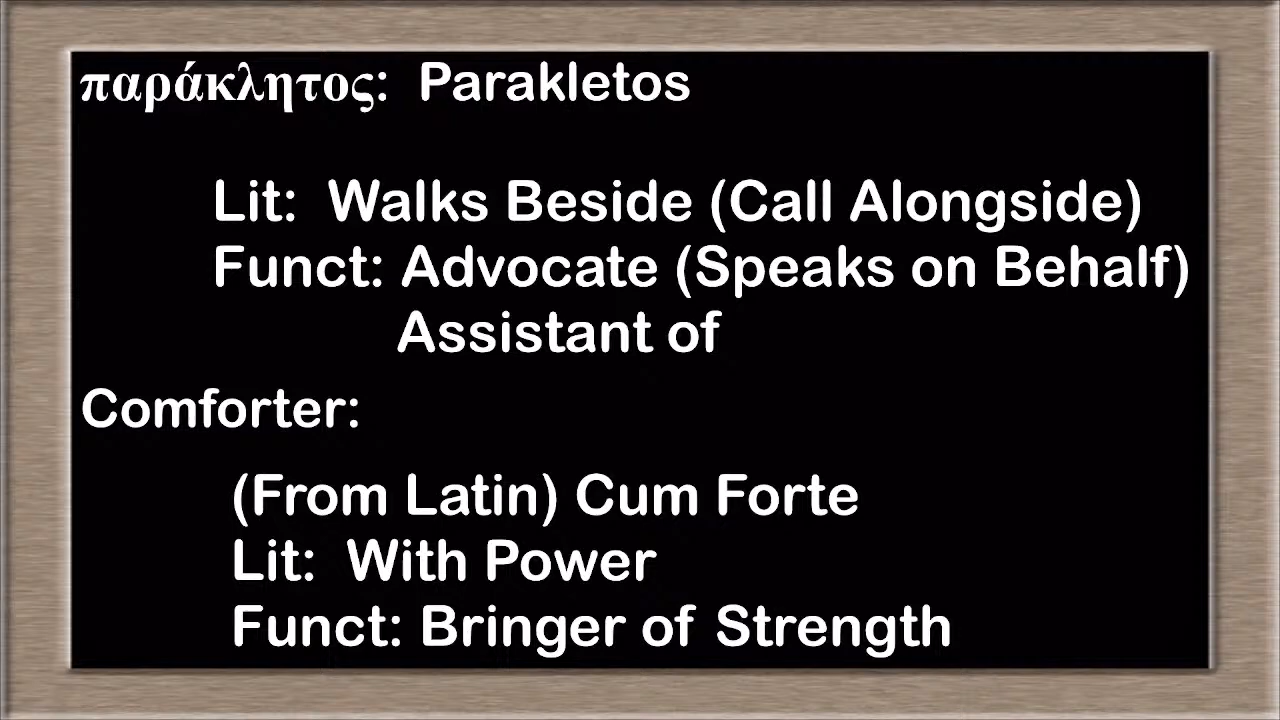 παράκλητος: Parakletos
Lit: Walks Beside (Call Alongside)
Funct: Advocate (Speaks on Behalf)
Assistant of
Comforter:
(From Latin) Cum Forte
Lit: With Power
Funct: Bringer of Strength